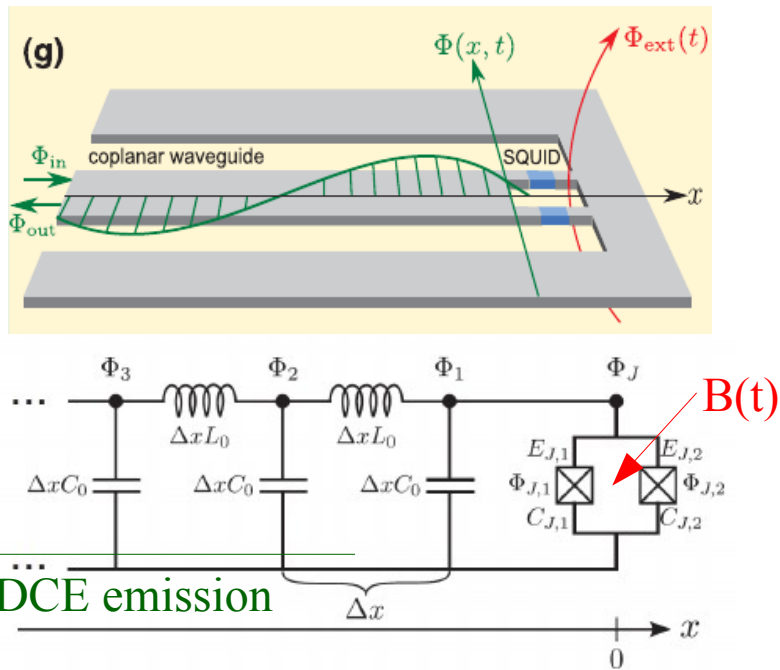 (g)
Φ(x, t)
Φext(t)
Φin
coplanar waveguide
SQUID
x
Φout
Φ3
Φ2
Φ1
ΦJ
B(t)
...
ΔxL0
ΔxL0
EJ,1
EJ,2
ΔxC0
ΔxC0
ΔxC0
ΦJ,1
ΦJ,2
CJ,1
CJ,2
...
DCE emission
Δx
x
0